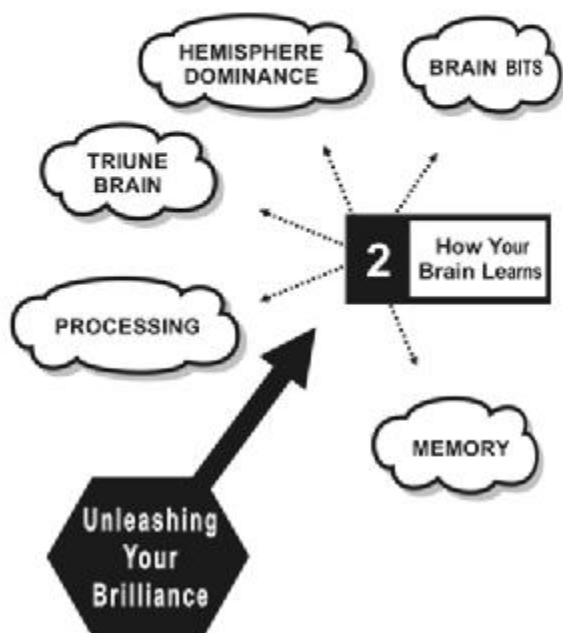 HEMISPHERE
DOMINANCE
BRAIN BITS
TRIUNE
BRAIN
2
How Your
Brain Learns
PROCESSING
MEMORY
Unleashing
Your
Brilliance